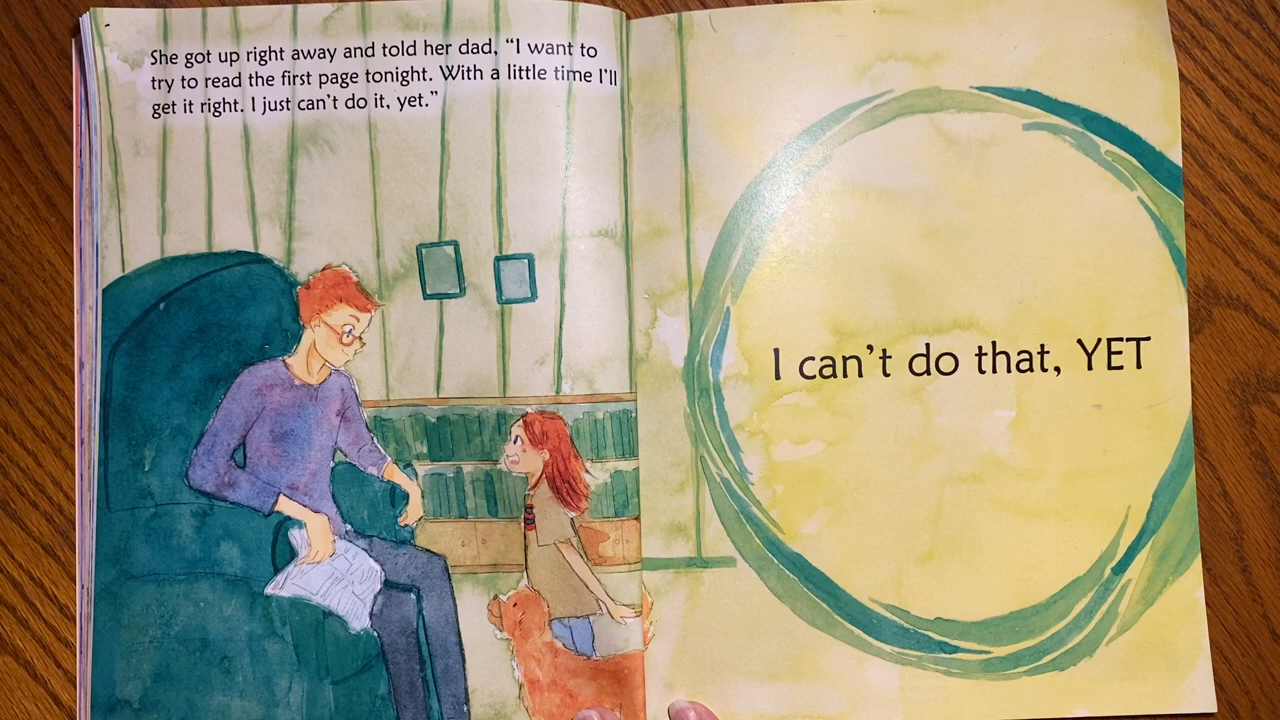 She got up right away and told her dad, “I want to
try to read the first page tonight. With a little time I’ll
get it right. I just can’t do it, yet.”
I can’t do that, YET